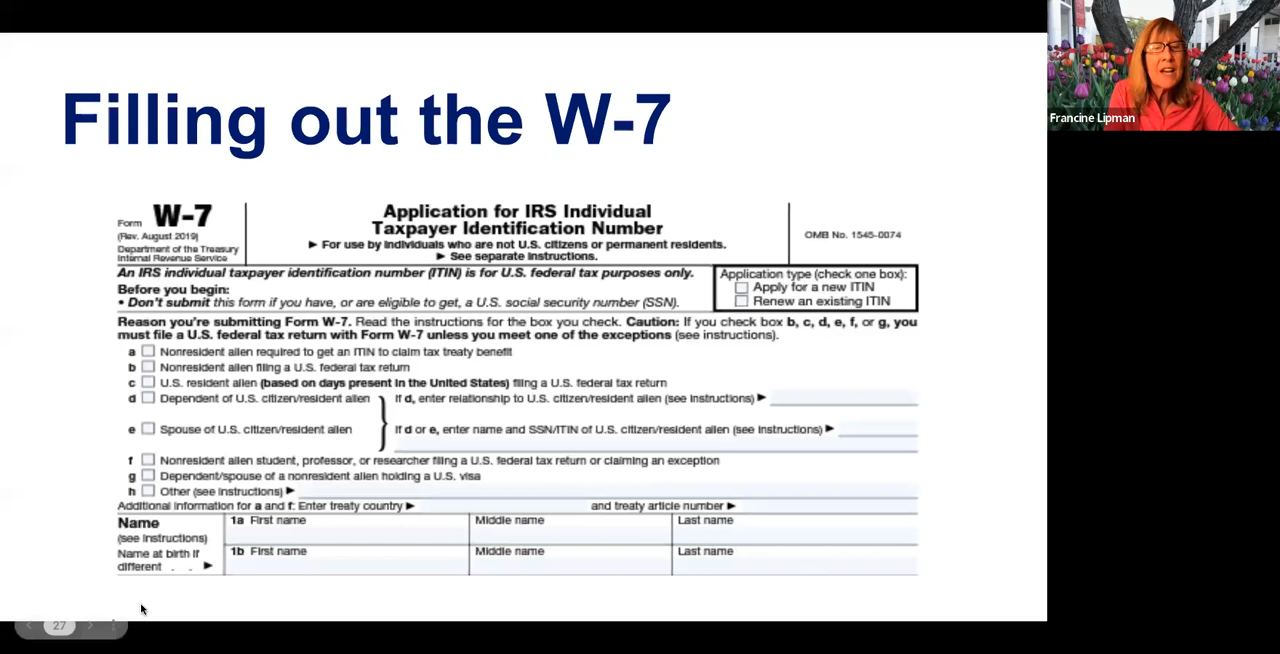 Filling out the W-7
Francine Lipman
Form W-7
(Rev. August 2019)
Department of the Treasury
Internal Revenue Service
Application for IRS Individual
Taxpayer Identification Number
► For use by individuals who are not U.S. citizens or permanent residents.
► See separate instructions.
OMB No. 1545-0074
An IRS individual taxpayer identification number (ITIN) is for U.S. federal tax purposes only.
Before you begin:
• Don't submit this form if you have, or are eligible to get, a U.S. social security number (SSN).
Application type (check one box):
Apply for a new ITIN
Renew an existing ITIN
Reason you're submitting Form W-7. Read the instructions for the box you check. Caution: If you check box b, c, d, e, f, or g, you
must file a U.S. federal tax return with Form W-7 unless you meet one of the exceptions (see instructions).
a Nonresident alien required to get an ITIN to claim tax treaty benefit
b Nonresident alien filing a U.S. federal tax return
c U.S. resident alien (based on days present in the United States) filing a U.S. federal tax return
d Dependent of U.S. citizen/resident alien If d, enter relationship to U.S. citizen/resident alien (see instructions) ►
e Spouse of U.S. citizen/resident alien If d or e, enter name and SSN/ITIN of U.S. citizen/resident alien (see instructions) ►
f Nonresident alien student, professor, or researcher filing a U.S. federal tax return or claiming an exception
g Dependent/spouse of a nonresident alien holding a U.S. visa
h Other (see instructions) ►
Additional information for a and f: Enter treaty country ► and treaty article number ►
Name
(see instructions)
1a First name Middle name Last name
Name at birth if
different . . ►
1b First name Middle name Last name
27